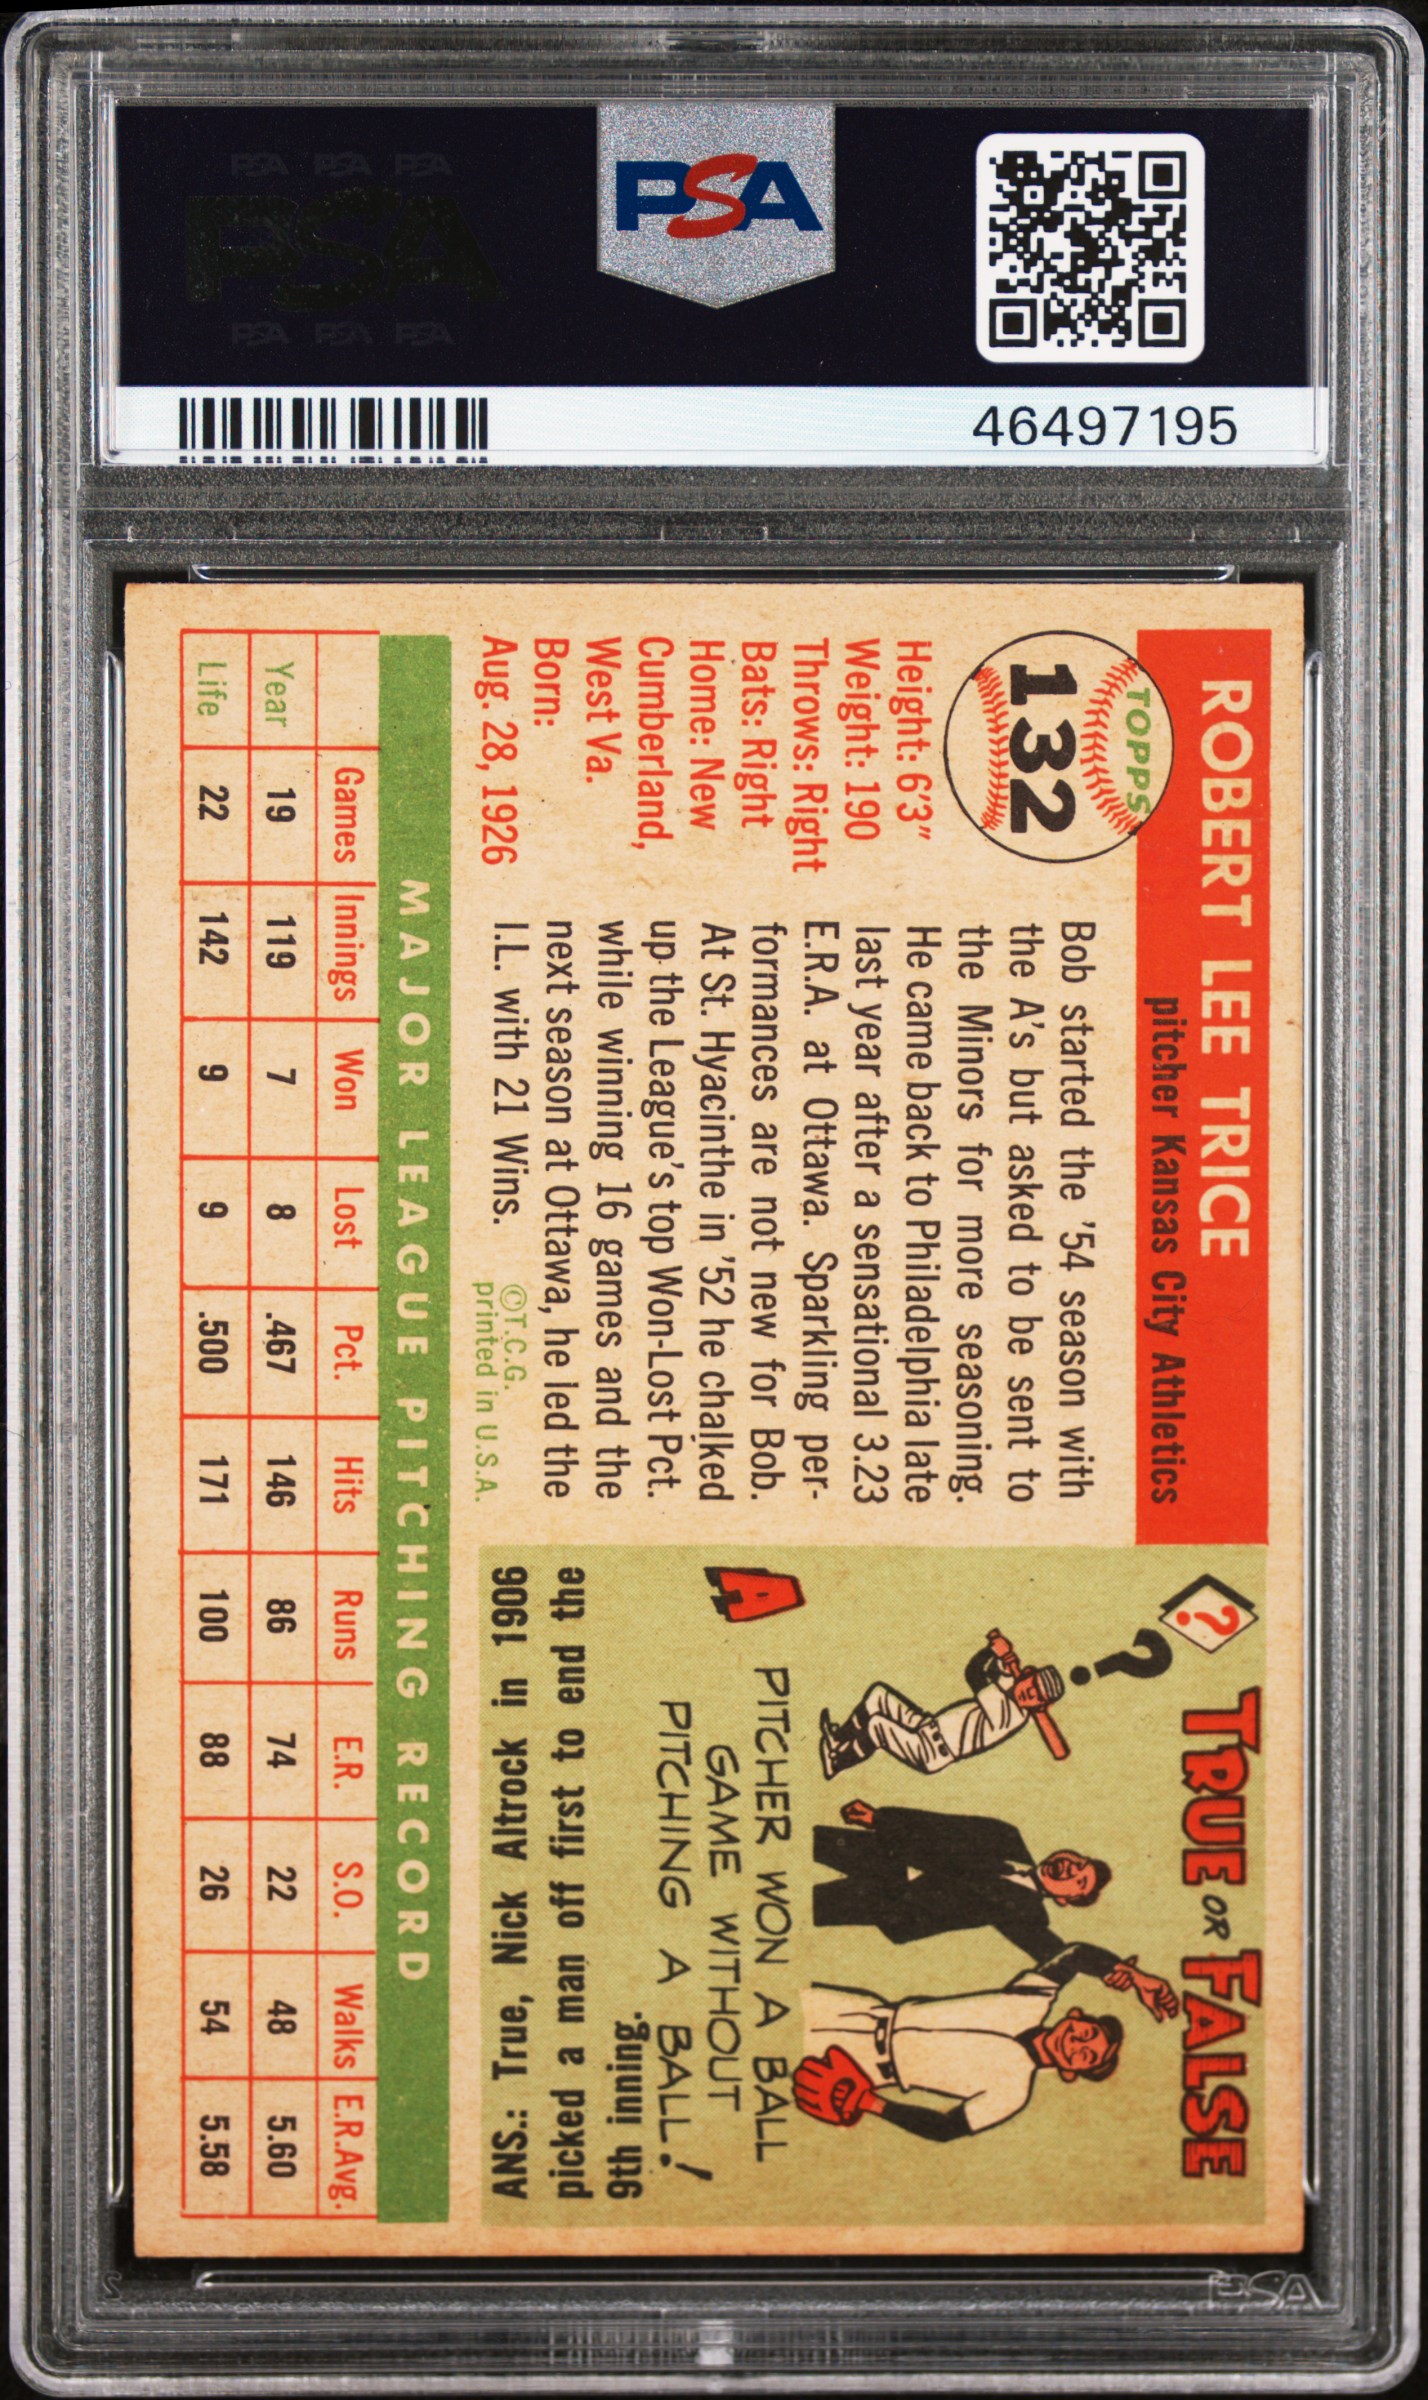 PSA PSA PSA
PSA
PSA PSA PSA
PSA
46497195
ROBERT LEE TRICE
pitcher Kansas City Athletics
TOPPS
132
Height: 6'3"
Weight: 190
Throws: Right
Bats: Right
Home: New
Cumberland,
West Va.
Born:
Aug. 28, 1926
Bob started the '54 season with
the A's but asked to be sent to
the Minors for more seasoning.
He came back to Philadelphia late
last year after a sensational 3.23
E.R.A. at Ottawa. Sparkling per-
formances are not new for Bob.
At St. Hyacinthe in '52 he chalked
up the League's top Won-Lost Pct.
while winning 16 games and the
next season at Ottawa, he led the
I.L. with 21 Wins.
©T.C.G.
printed in U.S.A.
? TRUE OR FALSE
?
A
PITCHER WON A BALL
GAME WITHOUT
PITCHING A BALL!
ANS.: True, Nick Altrock in 1906
picked a man off first to end the
9th inning.
MAJOR LEAGUE PITCHING RECORD
Games Innings Won Lost Pct. Hits Runs E.R. S.O. Walks E.R.Avg.
Year 19 119 7 8 .467 146 86 74 22 48 5.60
Life 22 142 9 9 .500 171 100 88 26 54 5.58
PSA